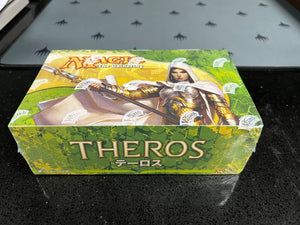 MAGIC
The Gathering
THEROS
テーロス